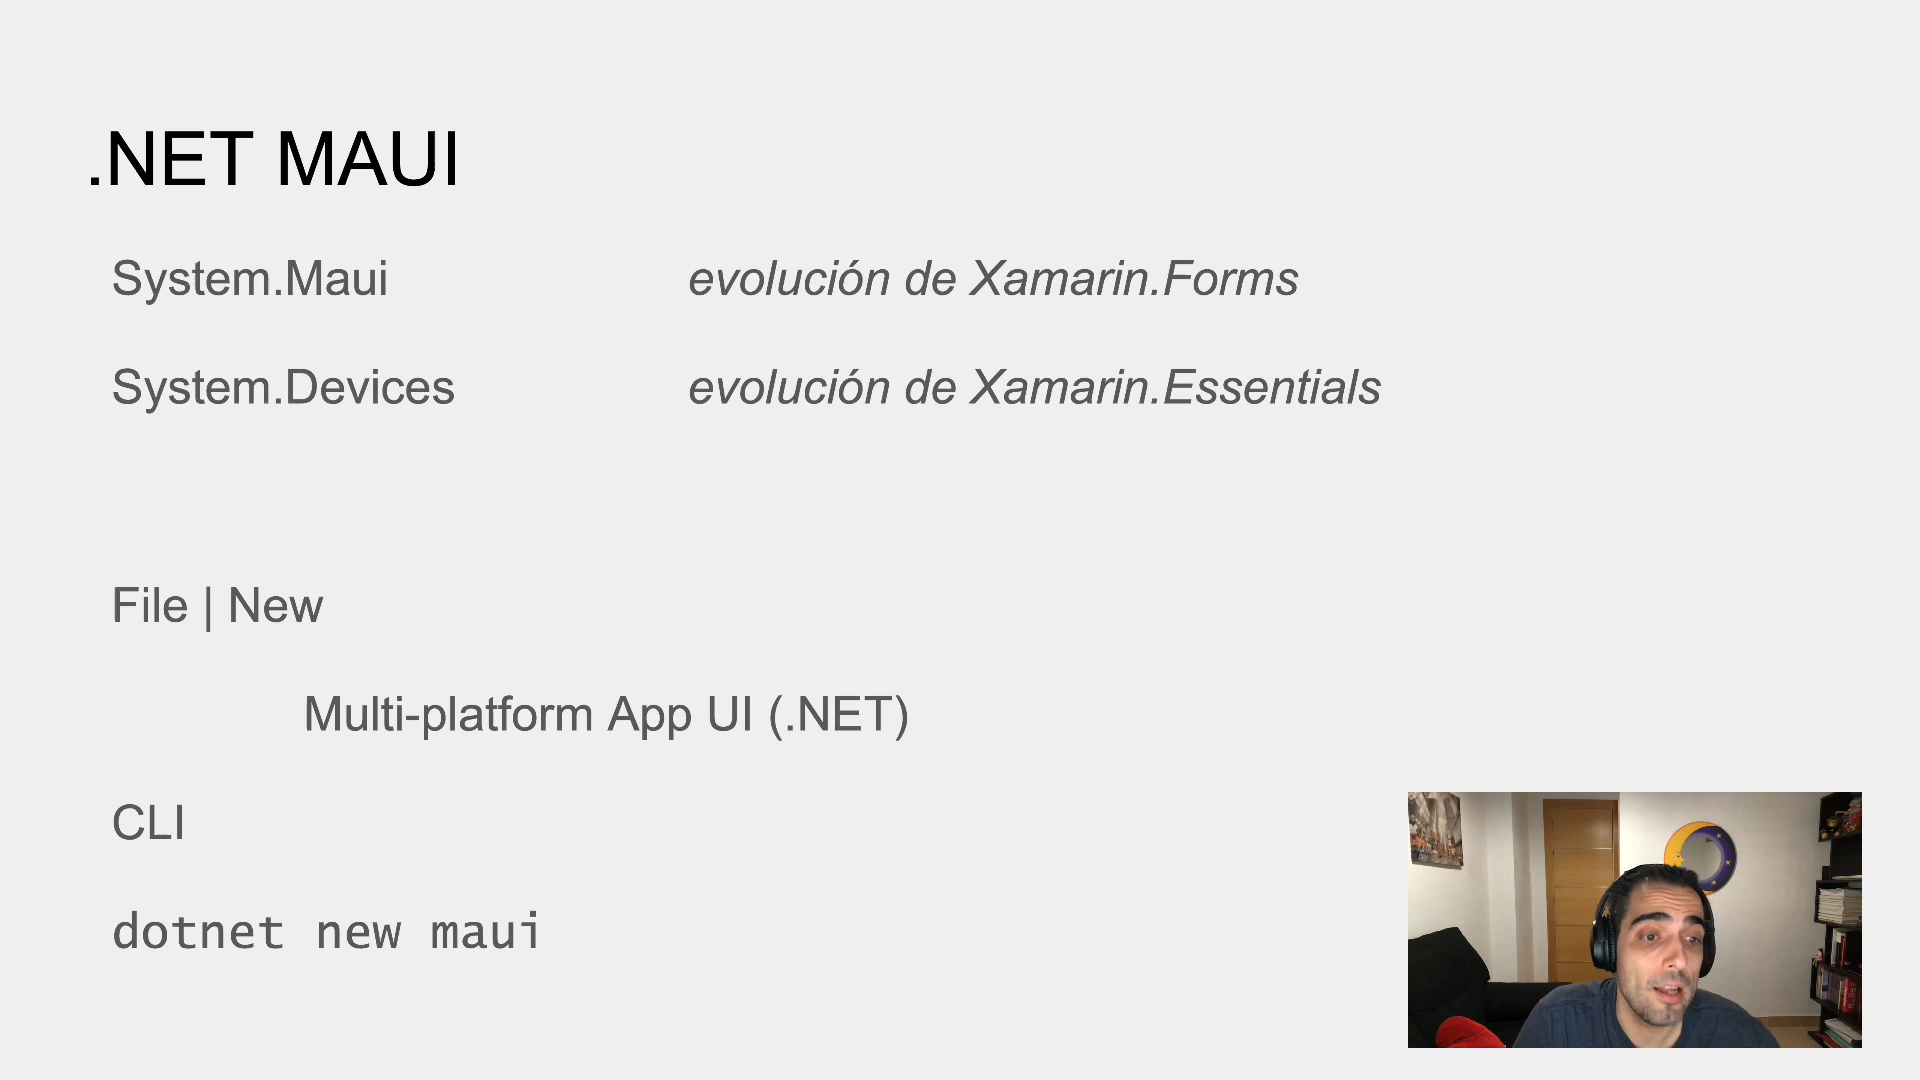 .NET MAUI
System.Maui evolución de Xamarin.Forms
System.Devices evolución de Xamarin.Essentials
File | New
Multi-platform App UI (.NET)
CLI
dotnet new maui